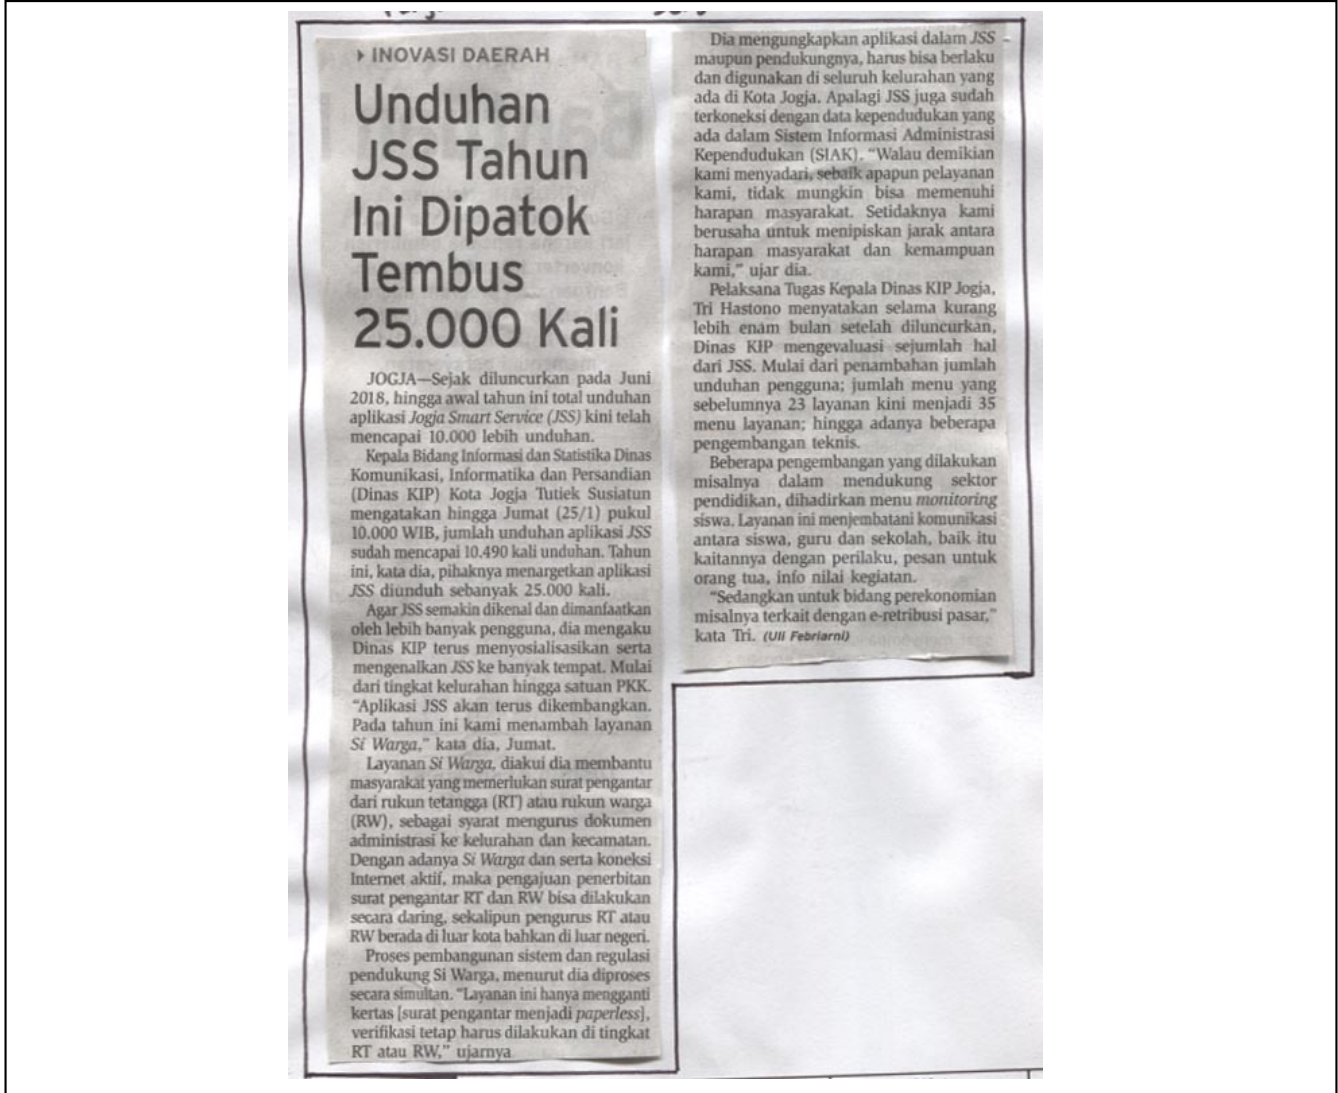 ▸ INOVASI DAERAH
Unduhan
JSS Tahun
Ini Dipatok
Tembus
25.000 Kali
JOGJA—Sejak diluncurkan pada Juni
2018, hingga awal tahun ini total unduhan
aplikasi Jogja Smart Service (JSS) kini telah
mencapai 10.000 lebih unduhan.
Kepala Bidang Informasi dan Statistika Dinas
Komunikasi, Informatika dan Persandian
(Dinas KIP) Kota Jogja Tutiek Susiatun
mengatakan hingga Jumat (25/1) pukul
10.000 WIB, jumlah unduhan aplikasi JSS
sudah mencapai 10.490 kali unduhan. Tahun
ini, kata dia, pihaknya menargetkan aplikasi
JSS diunduh sebanyak 25.000 kali.
Agar JSS semakin dikenal dan dimanfaatkan
oleh lebih banyak pengguna, dia mengaku
Dinas KIP terus menyosialisasikan serta
mengenalkan JSS ke banyak tempat. Mulai
dari tingkat kelurahan hingga satuan PKK.
"Aplikasi JSS akan terus dikembangkan.
Pada tahun ini kami menambah layanan
Si Warga," kata dia, Jumat.
Layanan Si Warga, diakui dia membantu
masyarakat yang memerlukan surat pengantar
dari rukun tetangga (RT) atau rukun warga
(RW), sebagai syarat mengurus dokumen
administrasi ke kelurahan dan kecamatan.
Dengan adanya Si Warga dan serta koneksi
Internet aktif, maka pengajuan penerbitan
surat pengantar RT dan RW bisa dilakukan
secara daring, sekalipun pengurus RT atau
RW berada di luar kota bahkan di luar negeri.
Proses pembangunan sistem dan regulasi
pendukung Si Warga, menurut dia diproses
secara simultan. "Layanan ini hanya mengganti
kertas [surat pengantar menjadi paperless],
verifikasi tetap harus dilakukan di tingkat
RT atau RW," ujarnya
Dia mengungkapkan aplikasi dalam JSS
maupun pendukungnya, harus bisa berlaku
dan digunakan di seluruh kelurahan yang
ada di Kota Jogja. Apalagi JSS juga sudah
terkoneksi dengan data kependudukan yang
ada dalam Sistem Informasi Administrasi
Kependudukan (SIAK). "Walau demikian
kami menyadari, sebaik apapun pelayanan
kami, tidak mungkin bisa memenuhi
harapan masyarakat. Setidaknya kami
berusaha untuk menipiskan jarak antara
harapan masyarakat dan kemampuan
kami," ujar dia.
Pelaksana Tugas Kepala Dinas KIP Jogja,
Tri Hastono menyatakan selama kurang
lebih enam bulan setelah diluncurkan,
Dinas KIP mengevaluasi sejumlah hal
dari JSS. Mulai dari penambahan jumlah
unduhan pengguna; jumlah menu yang
sebelumnya 23 layanan kini menjadi 35
menu layanan; hingga adanya beberapa
pengembangan teknis.
Beberapa pengembangan yang dilakukan
misalnya dalam mendukung sektor
pendidikan, dihadirkan menu monitoring
siswa. Layanan ini menjembatani komunikasi
antara siswa, guru dan sekolah, baik itu
kaitannya dengan perilaku, pesan untuk
orang tua, info nilai kegiatan.
"Sedangkan untuk bidang perekonomian
misalnya terkait dengan e-retribusi pasar,"
kata Tri. (Uli Febriarni)